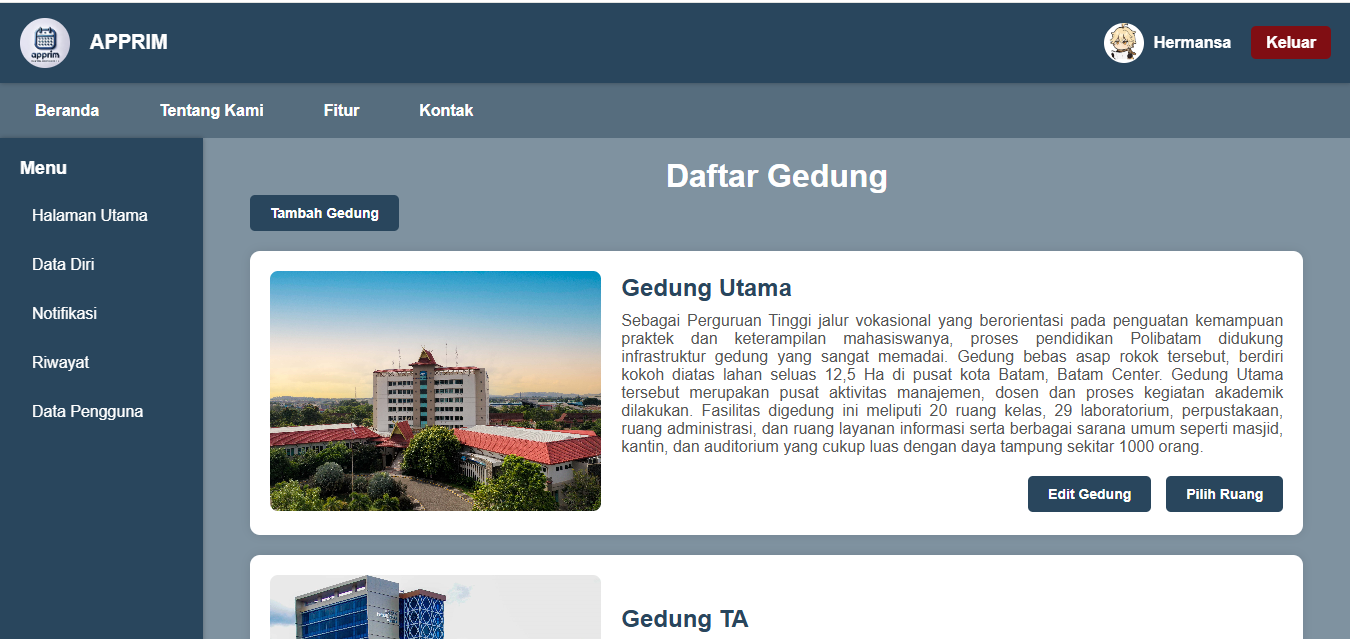 apprim
APPRIM
Hermansa
Keluar
Beranda
Tentang Kami
Fitur
Kontak
Menu
Halaman Utama
Data Diri
Notifikasi
Riwayat
Data Pengguna
Daftar Gedung
Tambah Gedung
Gedung Utama
Sebagai Perguruan Tinggi jalur vokasional yang berorientasi pada penguatan kemampuan
praktek dan keterampilan mahasiswanya, proses pendidikan Polibatam didukung
infrastruktur gedung yang sangat memadai. Gedung bebas asap rokok tersebut, berdiri
kokoh diatas lahan seluas 12,5 Ha di pusat kota Batam, Batam Center. Gedung Utama
tersebut merupakan pusat aktivitas manajemen, dosen dan proses kegiatan akademik
dilakukan. Fasilitas digedung ini meliputi 20 ruang kelas, 29 laboratorium, perpustakaan,
ruang administrasi, dan ruang layanan informasi serta berbagai sarana umum seperti masjid,
kantin, dan auditorium yang cukup luas dengan daya tampung sekitar 1000 orang.
Edit Gedung
Pilih Ruang
Gedung TA